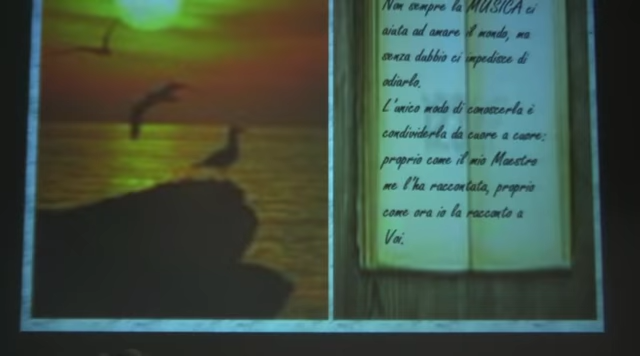 Non sempre la MUSICA ci
aiuta ad amare il mondo, ma
senza dubbio ci impedisce di
odiarlo.
L'unico modo di conoscerla è
condividerla da cuore a cuore:
proprio come il mio Maestro
me l'ha raccontata, proprio
come ora io la racconto a
Voi.